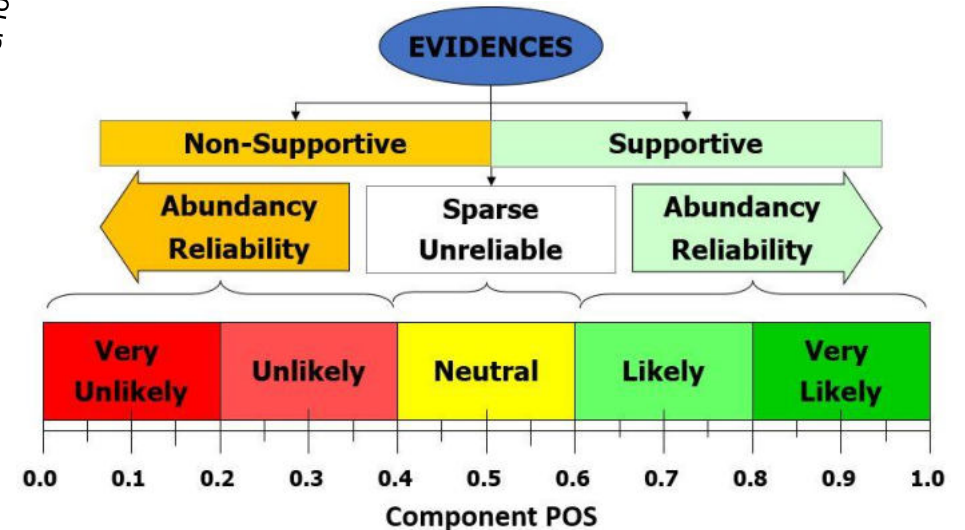 EVIDENCES
Non-Supportive
Supportive
Abundancy
Reliability
Sparse
Unreliable
Abundancy
Reliability
Very
Unlikely
Unlikely
Neutral
Likely
Very
Likely
0.0 0.1 0.2 0.3 0.4 0.5 0.6 0.7 0.8 0.9 1.0
Component POS